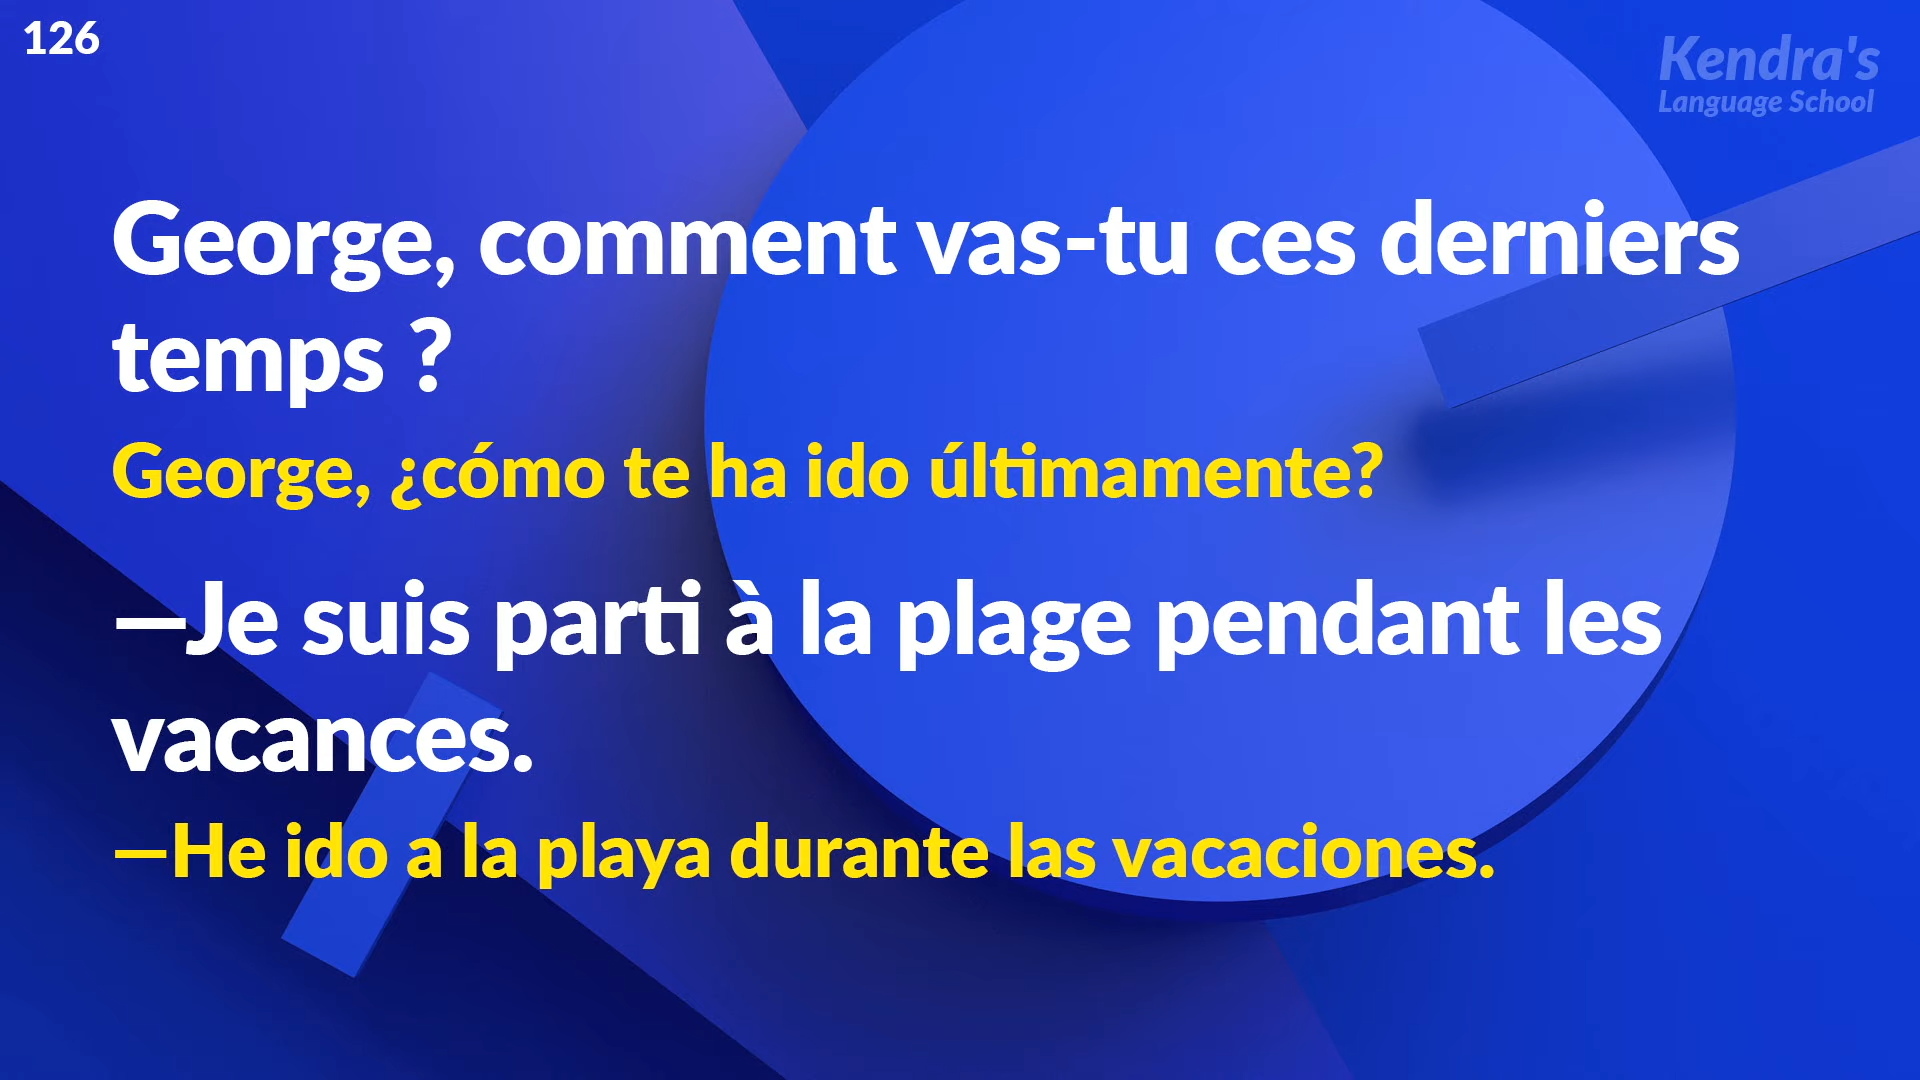 126
Kendra's
Language School
George, comment vas-tu ces derniers
temps ?
George, ¿cómo te ha ido últimamente?
—Je suis parti à la plage pendant les
vacances.
—He ido a la playa durante las vacaciones.